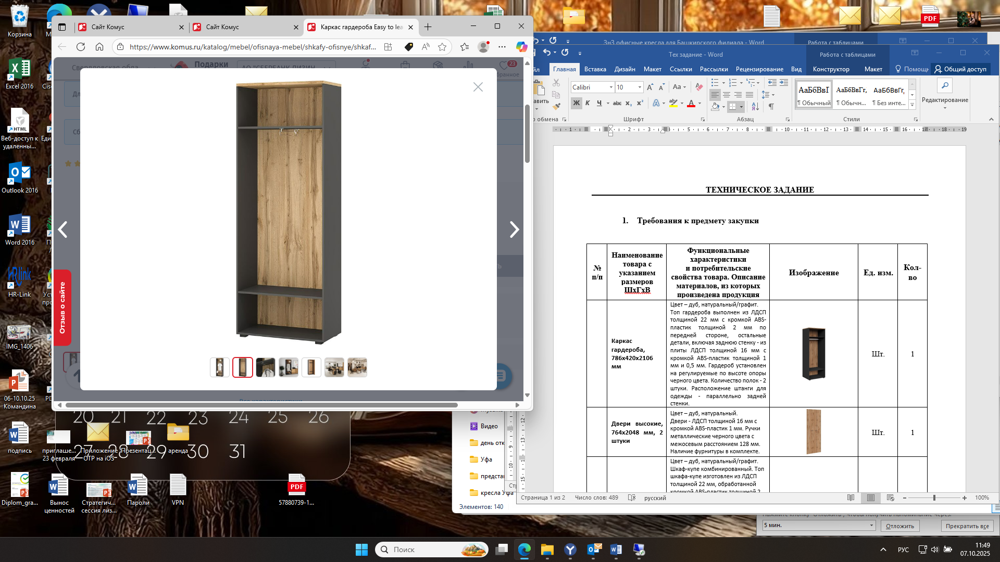 Корзина
Excel 2016
HTML
Веб-доступ к
удаленны...
Outlook 2016
Word 2016
HR-Link
IMG_1406
06-10.10.25
Командина
подпись
приглаше...
23 февраля
Приложение
OTP на iOS
Презентац...
аренда
Diplom_gra...
Вынос
ценностей
Стратегич...
сессия лиз...
Пароли
VPN
PDF
57880739-1...
PDF
20 21 22 23 24 25 26
27 28 29 30 31
Сайт Комус
Сайт Комус
Каркас гардероба Easy to lea
https://www.komus.ru/katalog/mebel/ofisnaya-mebel/shkafy-ofisnye/shkaf...
Свердловская обла
Подарки
АО "СБЕРБАНК ЛИЗИН
23
бранное
Отзыв о сайте
Все характеристики
Видео
день отк
Уфа
предста
кресла Уфа
Элементов: 140
ЗнЗ офисные кресла для Башкирского филиала - Word
Работа с таблицами
Тех задание - Word
Работа с таблицами
йл
Главная
Вставка
Дизайн
Макет
Ссылки
Рассылки
Рецензирование
Вид
Конструктор
Макет
Помощь
Общий доступ
авить
Calibri
10
Ж К Ч abc x₂ x²
АаБбВвГ
¶ Обычный
АаБбВвГг,
¶ Обычн...
АаБбВвГг,
¶ Без инте...
Редактирование
р обмена
Шрифт
Абзац
Стили
ТЕХНИЧЕСКОЕ ЗАДАНИЕ
1. Требования к предмету закупки
№
п/п
Наименование
товара с
указанием
размеров
ШхГхВ
Функциональные
характеристики
и потребительские
свойства товара. Описание
материалов, из которых
произведена продукция
Изображение
Ед. изм.
Кол-
во
Каркас
гардероба,
786х420х2106
мм
Цвет – дуб, натуральный/графит.
Топ гардероба выполнен из ЛДСП
толщиной 22 мм с кромкой ABS-
пластик толщиной 2 мм по
передней стороне, остальные
детали, включая заднюю стенку - из
плиты ЛДСП толщиной 16 мм с
кромкой ABS-пластик толщиной 1
мм и 0,5 мм. Гардероб установлен
на регулируемые по высоте опоры
черного цвета. Количество полок - 2
штуки. Расположение штанги для
одежды - параллельно задней
стенки.
Шт.
1
Двери высокие,
764х2048 мм, 2
штуки
Цвет – дуб, натуральный.
Двери - ЛДСП толщиной 16 мм с
кромкой ABS-пластик 1 мм. Ручки
металлические черного цвета с
межосевым расстоянием 128 мм.
Наличие фурнитуры в комплекте.
Шт.
1
Цвет – дуб, натуральный/графит.
Шкаф-купе комбинированный. Топ
шкафа-купе изготовлен из ЛДСП
толщиной 22 мм, обработанной
кромкой ABS-пластик толщиной 2
Страница 1 из 2
Число слов: 489
русский
100%
5 мин.
Отложить
Прекратить все
Поиск
РУС
11:49
07.10.2025